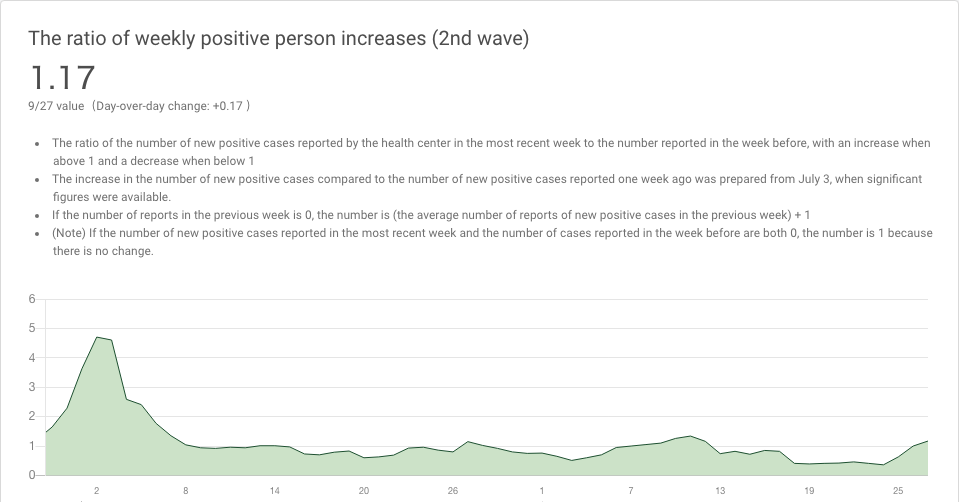 The ratio of weekly positive person increases (2nd wave)
1.17
9/27 value（Day-over-day change: +0.17 ）
• The ratio of the number of new positive cases reported by the health center in the most recent week to the number reported in the week before, with an increase when
above 1 and a decrease when below 1
• The increase in the number of new positive cases compared to the number of new positive cases reported one week ago was prepared from July 3, when significant
figures were available.
• If the number of reports in the previous week is 0, the number is (the average number of reports of new positive cases in the previous week) + 1
• (Note) If the number of new positive cases reported in the most recent week and the number of cases reported in the week before are both 0, the number is 1 because
there is no change.
6
5
4
3
2
1
0
2 8 14 20 26 1 7 13 19 25